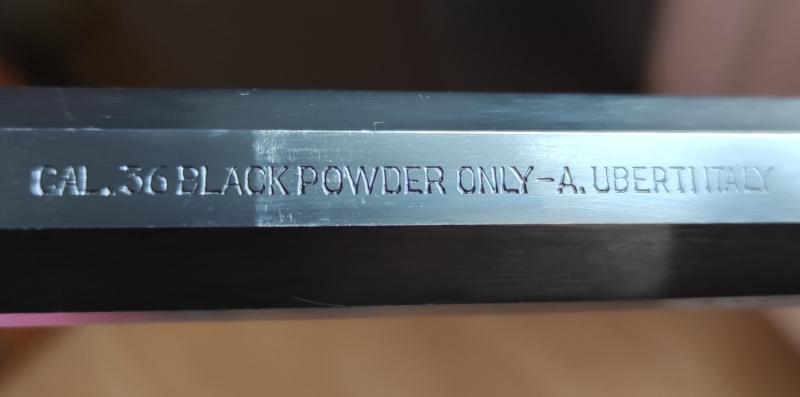 CAL..36 BLACK POWDER ONLY-A. UBERTI ITALY